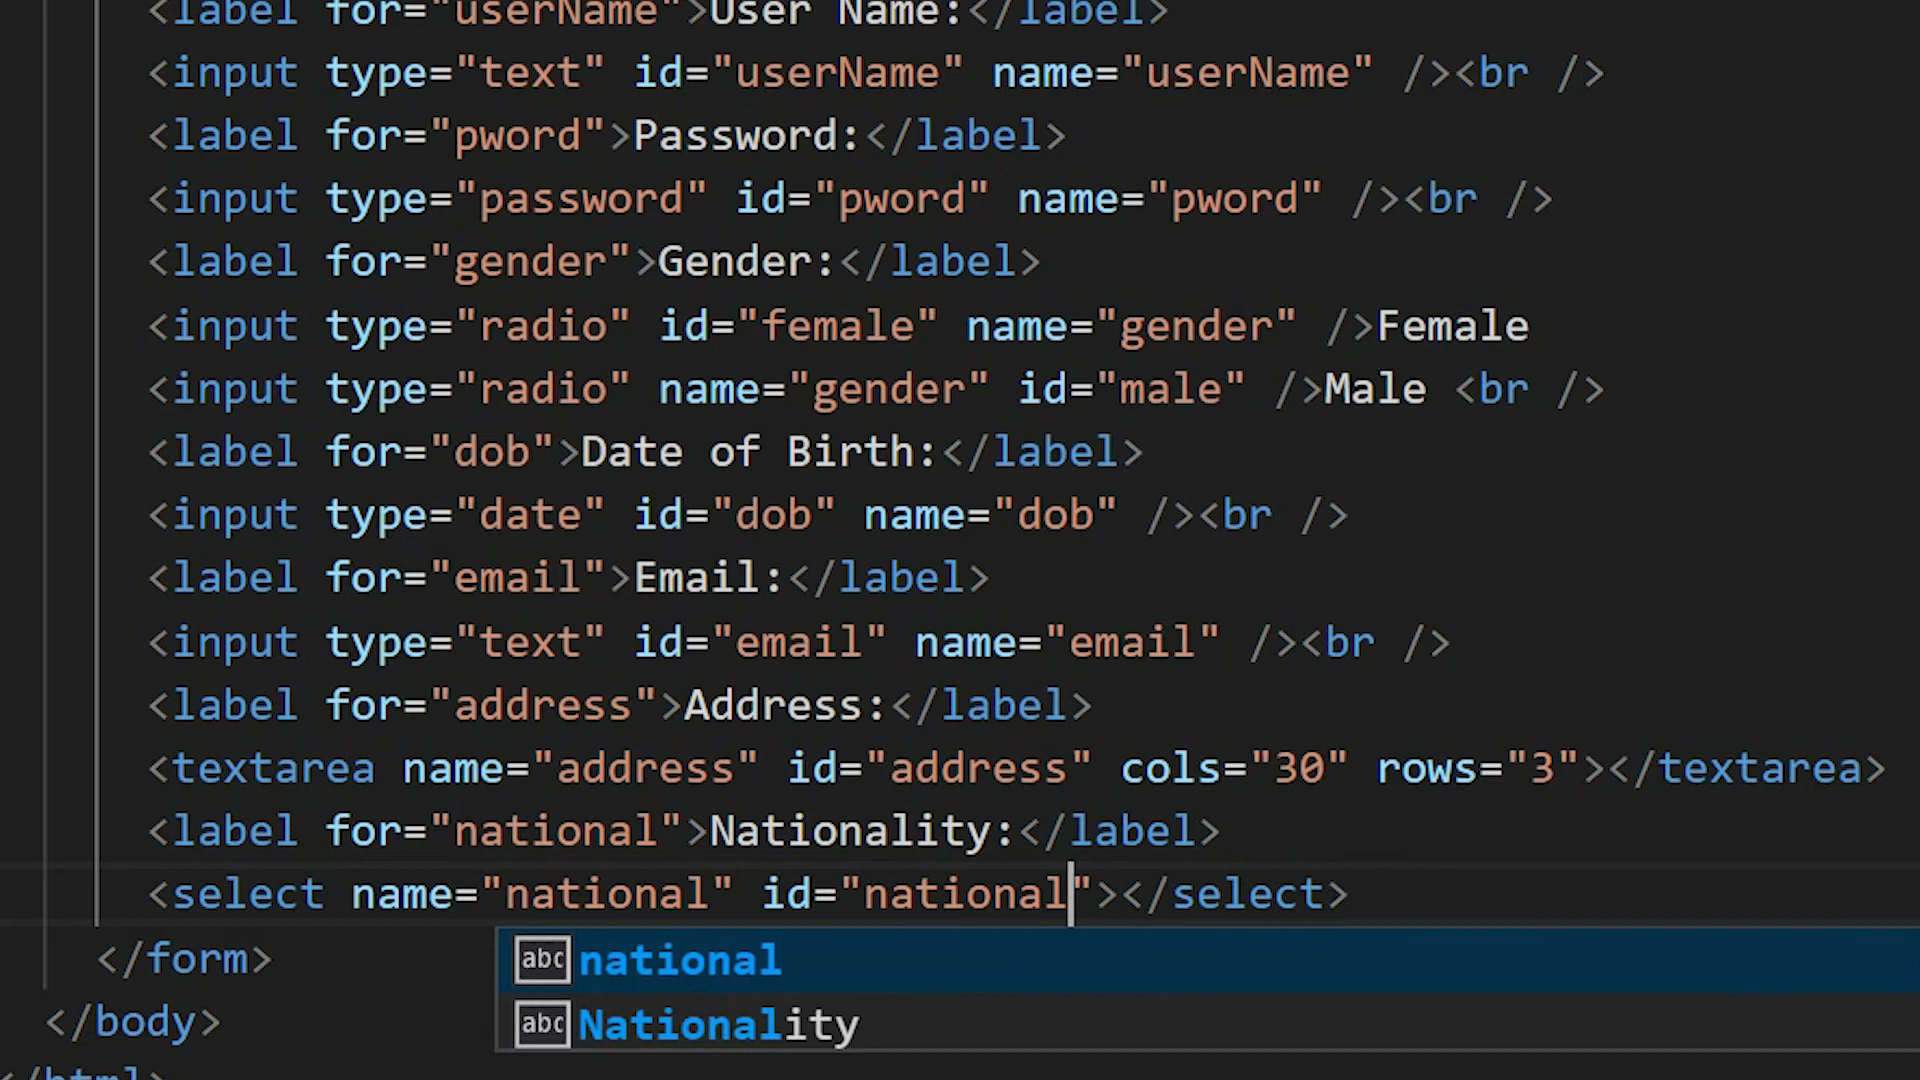 <label for="userName">User Name:</label>
<input type="text" id="userName" name="userName" /><br />
<label for="pword">Password:</label>
<input type="password" id="pword" name="pword" /><br />
<label for="gender">Gender:</label>
<input type="radio" id="female" name="gender" />Female
<input type="radio" name="gender" id="male" />Male <br />
<label for="dob">Date of Birth:</label>
<input type="date" id="dob" name="dob" /><br />
<label for="email">Email:</label>
<input type="text" id="email" name="email" /><br />
<label for="address">Address:</label>
<textarea name="address" id="address" cols="30" rows="3"></textarea>
<label for="national">Nationality:</label>
<select name="national" id="national"></select>
</form>
abc national
</body>
abc Nationality
</html>